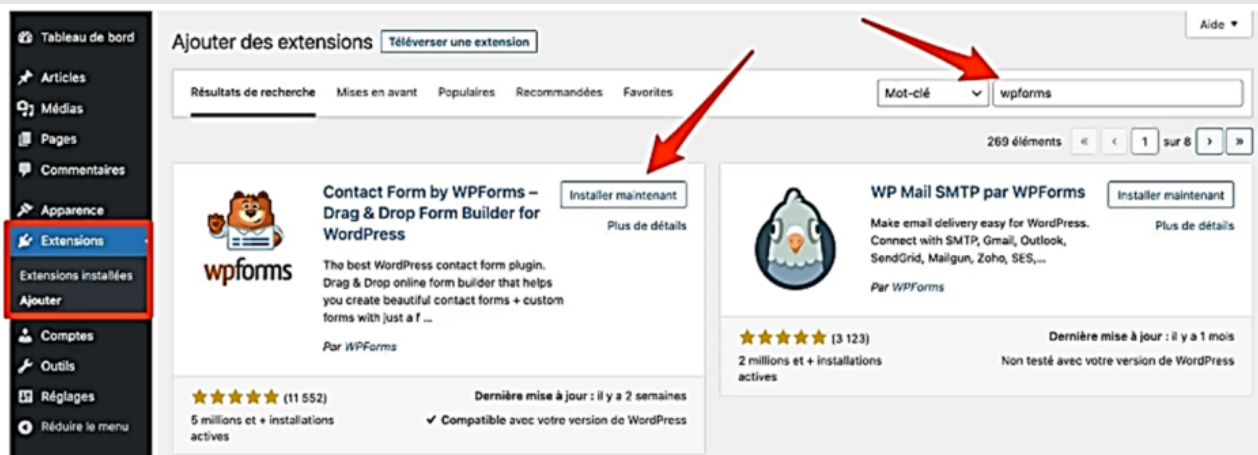 Tableau de bord
Articles
Médias
Pages
Commentaires
Apparence
Extensions
Extensions installées
Ajouter
Comptes
Outils
Réglages
Réduire le menu
Aide
Ajouter des extensions
Téléverser une extension
Résultats de recherche
Mises en avant
Populaires
Recommandées
Favorites
Mot-clé
wpforms
269 éléments « ‹ 1 sur 8 › »
wpforms
Contact Form by WPForms –
Drag & Drop Form Builder for
WordPress
Installer maintenant
Plus de détails
The best WordPress contact form plugin.
Drag & Drop online form builder that helps
you create beautiful contact forms + custom
forms with just a f ...
Par WPForms
(11 552)
5 millions et + installations
actives
Dernière mise à jour : il y a 2 semaines
✔ Compatible avec votre version de WordPress
WP Mail SMTP par WPForms
Installer maintenant
Plus de détails
Make email delivery easy for WordPress.
Connect with SMTP, Gmail, Outlook,
SendGrid, Mailgun, Zoho, SES,...
Par WPForms
(3 123)
2 millions et + installations
actives
Dernière mise à jour : il y a 1 mois
Non testé avec votre version de WordPress